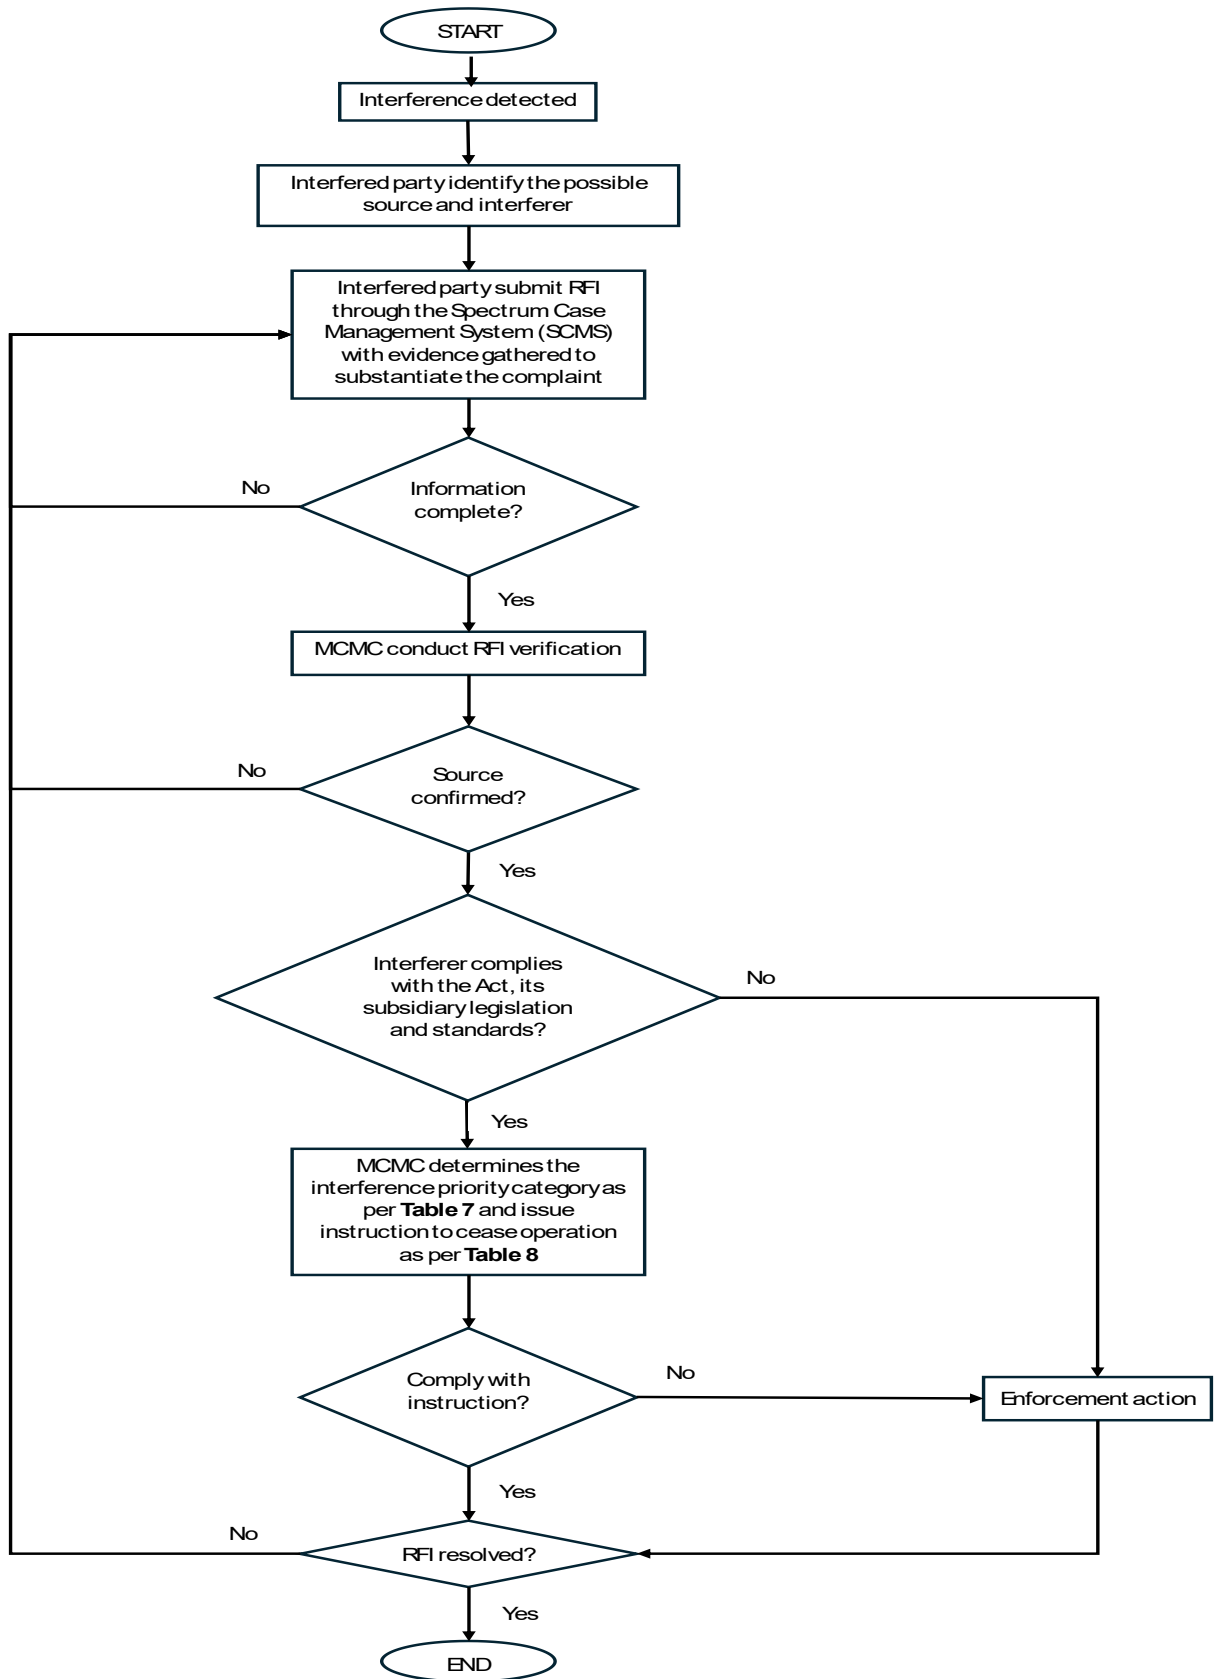 START
Interference detected
Interfered party identify the possible
source and interferer
Interfered party submit RFI
through the Spectrum Case
Management System (SCMS)
with evidence gathered to
substantiate the complaint
No
Information
complete?
Yes
MCMC conduct RFI verification
No
Source
confirmed?
Yes
Interferer complies
with the Act, its
subsidiary legislation
and standards?
No
Yes
MCMC determines the
interference priority category as
per Table 7 and issue
instruction to cease operation
as per Table 8
Comply with
instruction?
No
Enforcement action
Yes
No
RFI resolved?
Yes
END